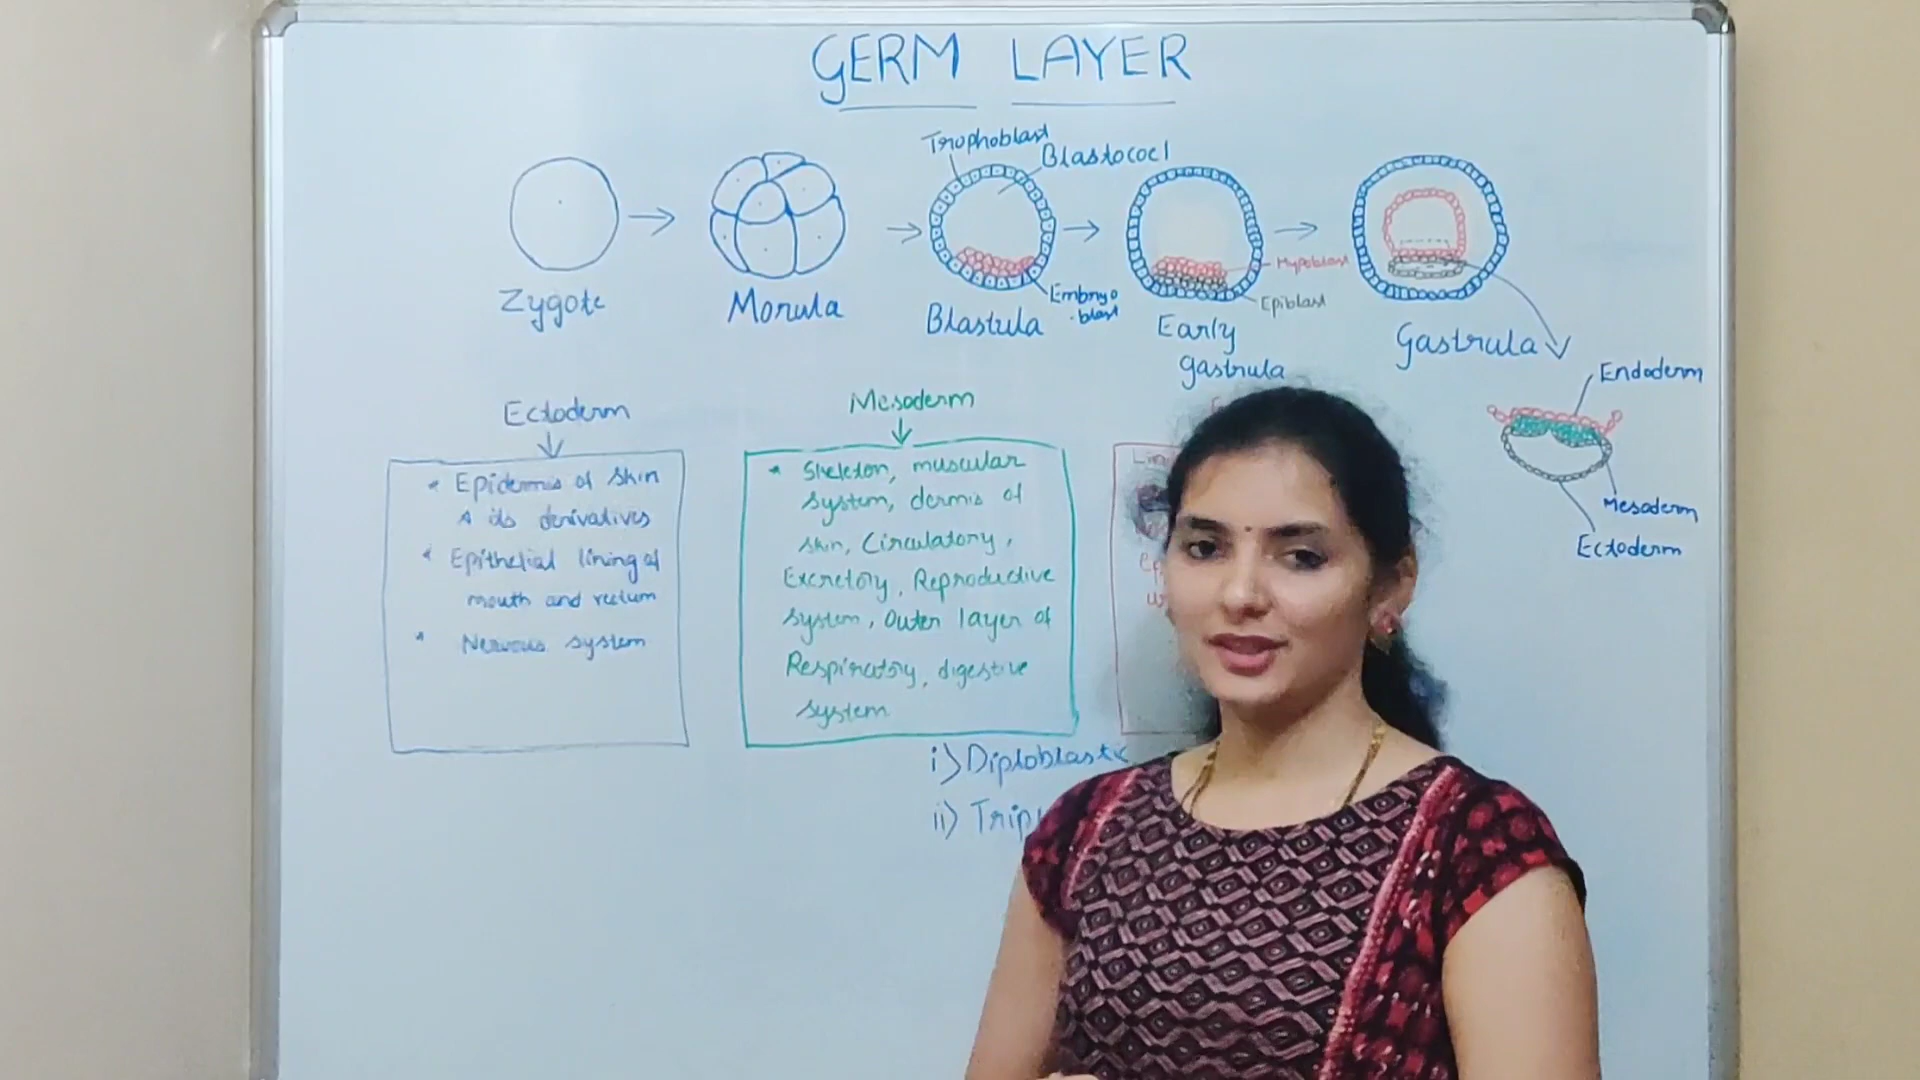 GERM LAYER
Trophoblast
Blastocoel
Hypoblast
Embryo
blast
Epiblast
Zygote
Morula
Blastula
Early
gastrula
Gastrula
Endoderm
Mesoderm
Ectoderm
Ectoderm
* Epidermis of skin
& its derivatives
* Epithelial lining of
mouth and rectum
* Nervous system
Mesoderm
* Skeleton, muscular
system, dermis of
skin, Circulatory,
Excretory, Reproductive
system, Outer layer of
Respiratory, digestive
system
i) Diploblastic
ii) Trip